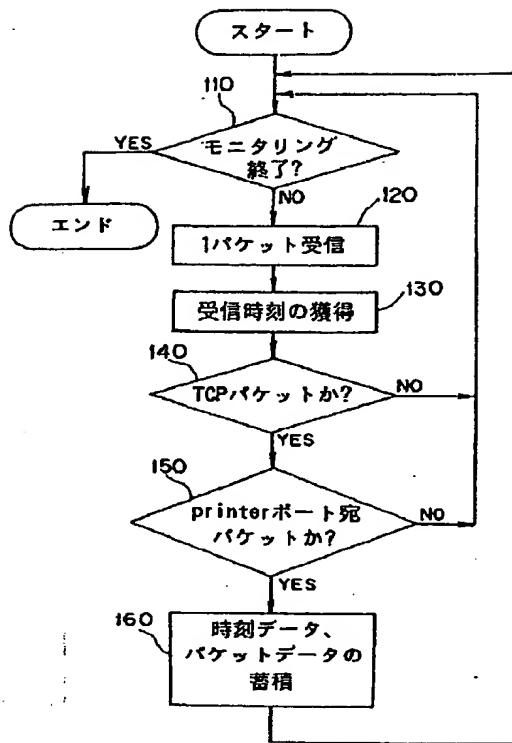 スタート
110
モニタリング
終了?
YES
NO
エンド
120
1パケット受信
130
受信時刻の獲得
140
TCPパケットか?
NO
YES
150
printerポート宛
パケットか?
NO
YES
160
時刻データ、
パケットデータの
蓄積